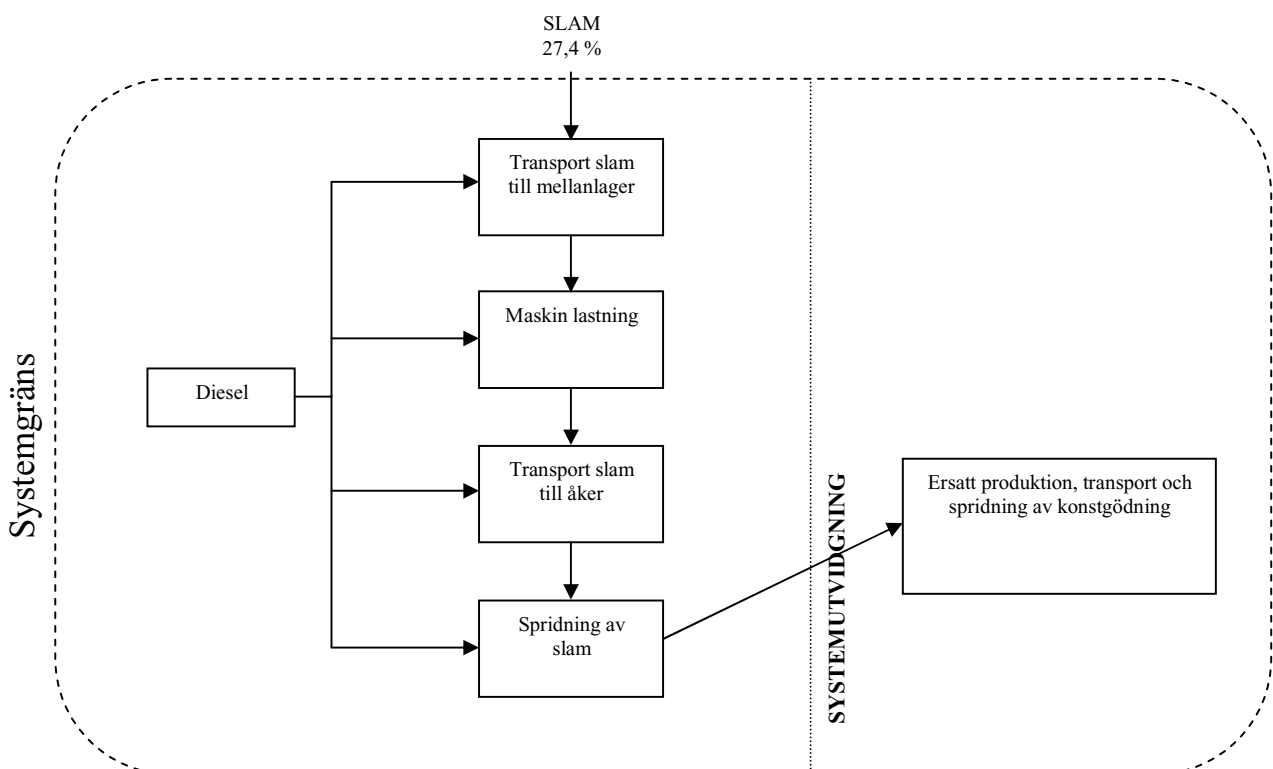 SLAM
27,4 %
Transport slam
till mellanlager
Maskin lastning
Diesel
Transport slam
till åker
Spridning av
slam
Systemgräns
SYSTEMUTVIDGNING
Ersatt produktion, transport och
spridning av konstgödning